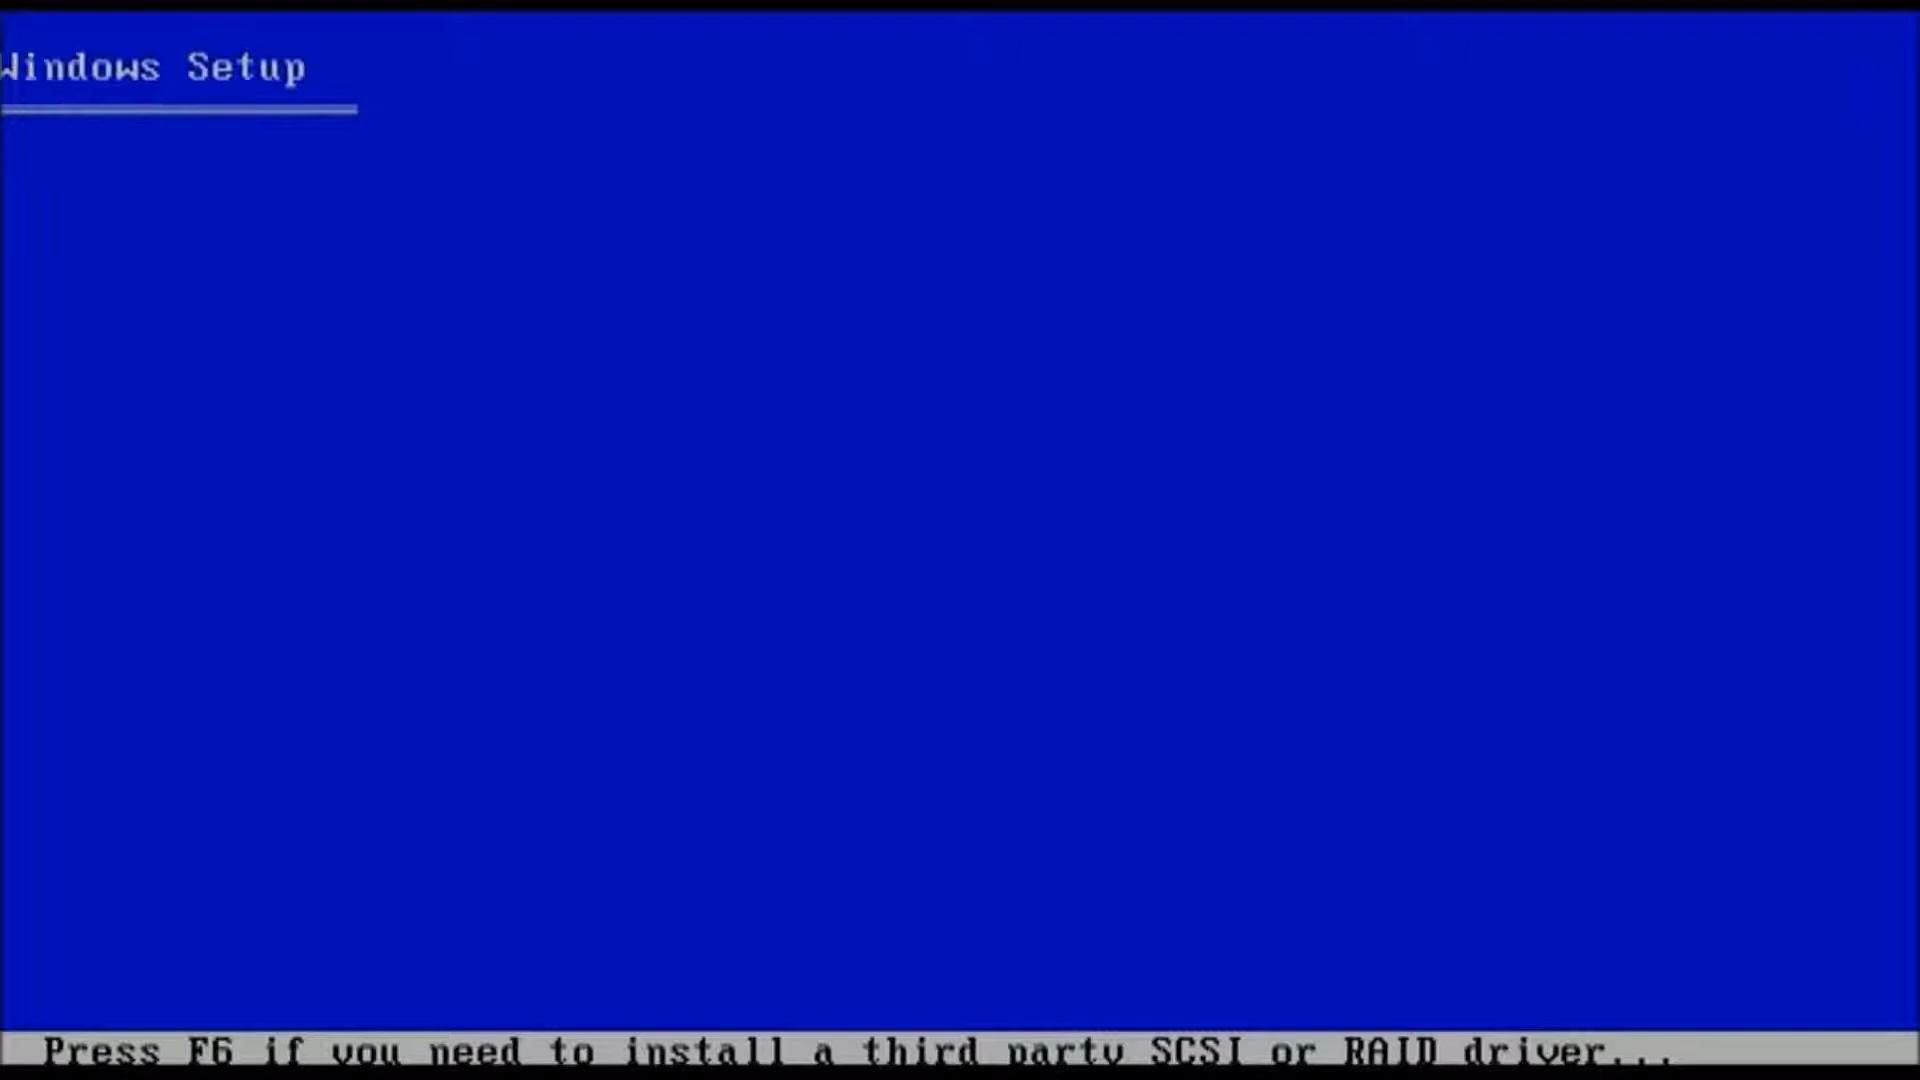 Windows Setup
Press F6 if you need to install a third party SCSI or RAID driver...